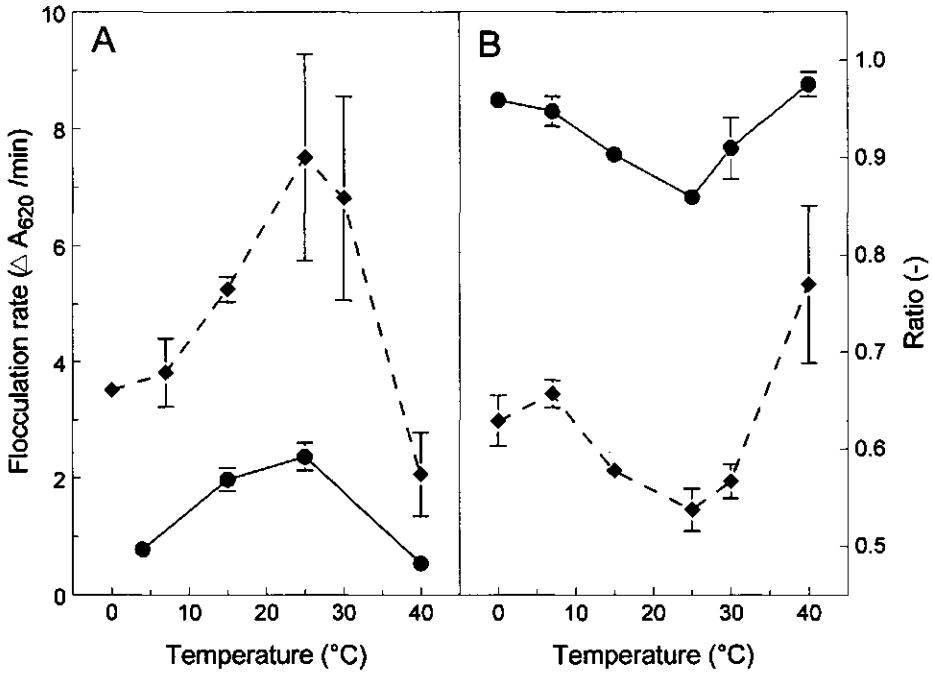 A
B
Flocculation rate (△ A620 /min)
10
8
6
4
2
0
0 10 20 30 40
Temperature (°C)
0 10 20 30 40
Temperature (°C)
1.0
0.9
0.8
0.7
0.6
0.5
Ratio (-)